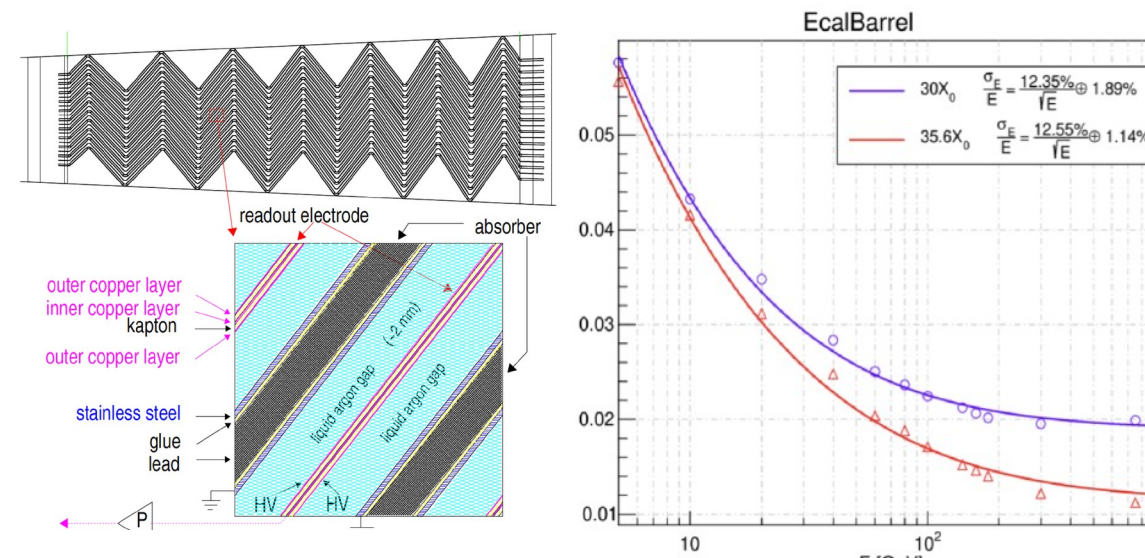 readout electrode
absorber
outer copper layer
inner copper layer
kapton
outer copper layer
(~2 mm)
liquid argon gap
liquid argon gap
stainless steel
glue
lead
HV
HV
P
EcalBarrel
30X₀ σ_E/E = 12.35%/√E ⊕ 1.89%
35.6X₀ σ_E/E = 12.55%/√E ⊕ 1.14%
0.05
0.04
0.03
0.02
0.01
10
10²